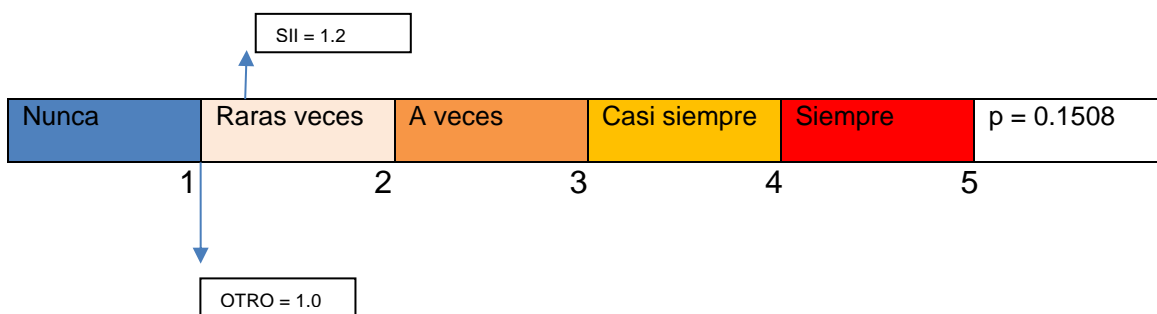 SII = 1.2
Nunca Raras veces A veces Casi siempre Siempre p = 0.1508
1 2 3 4 5
OTRO = 1.0